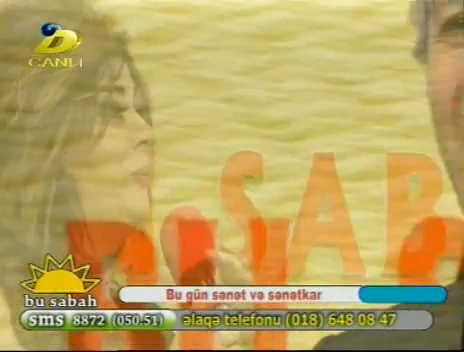 CANLI
SAB
BU
bu sabah
Bu gün sənət və sənətkar
sms 8872 (050.51) əlaqə telefonu (018) 648 08 47